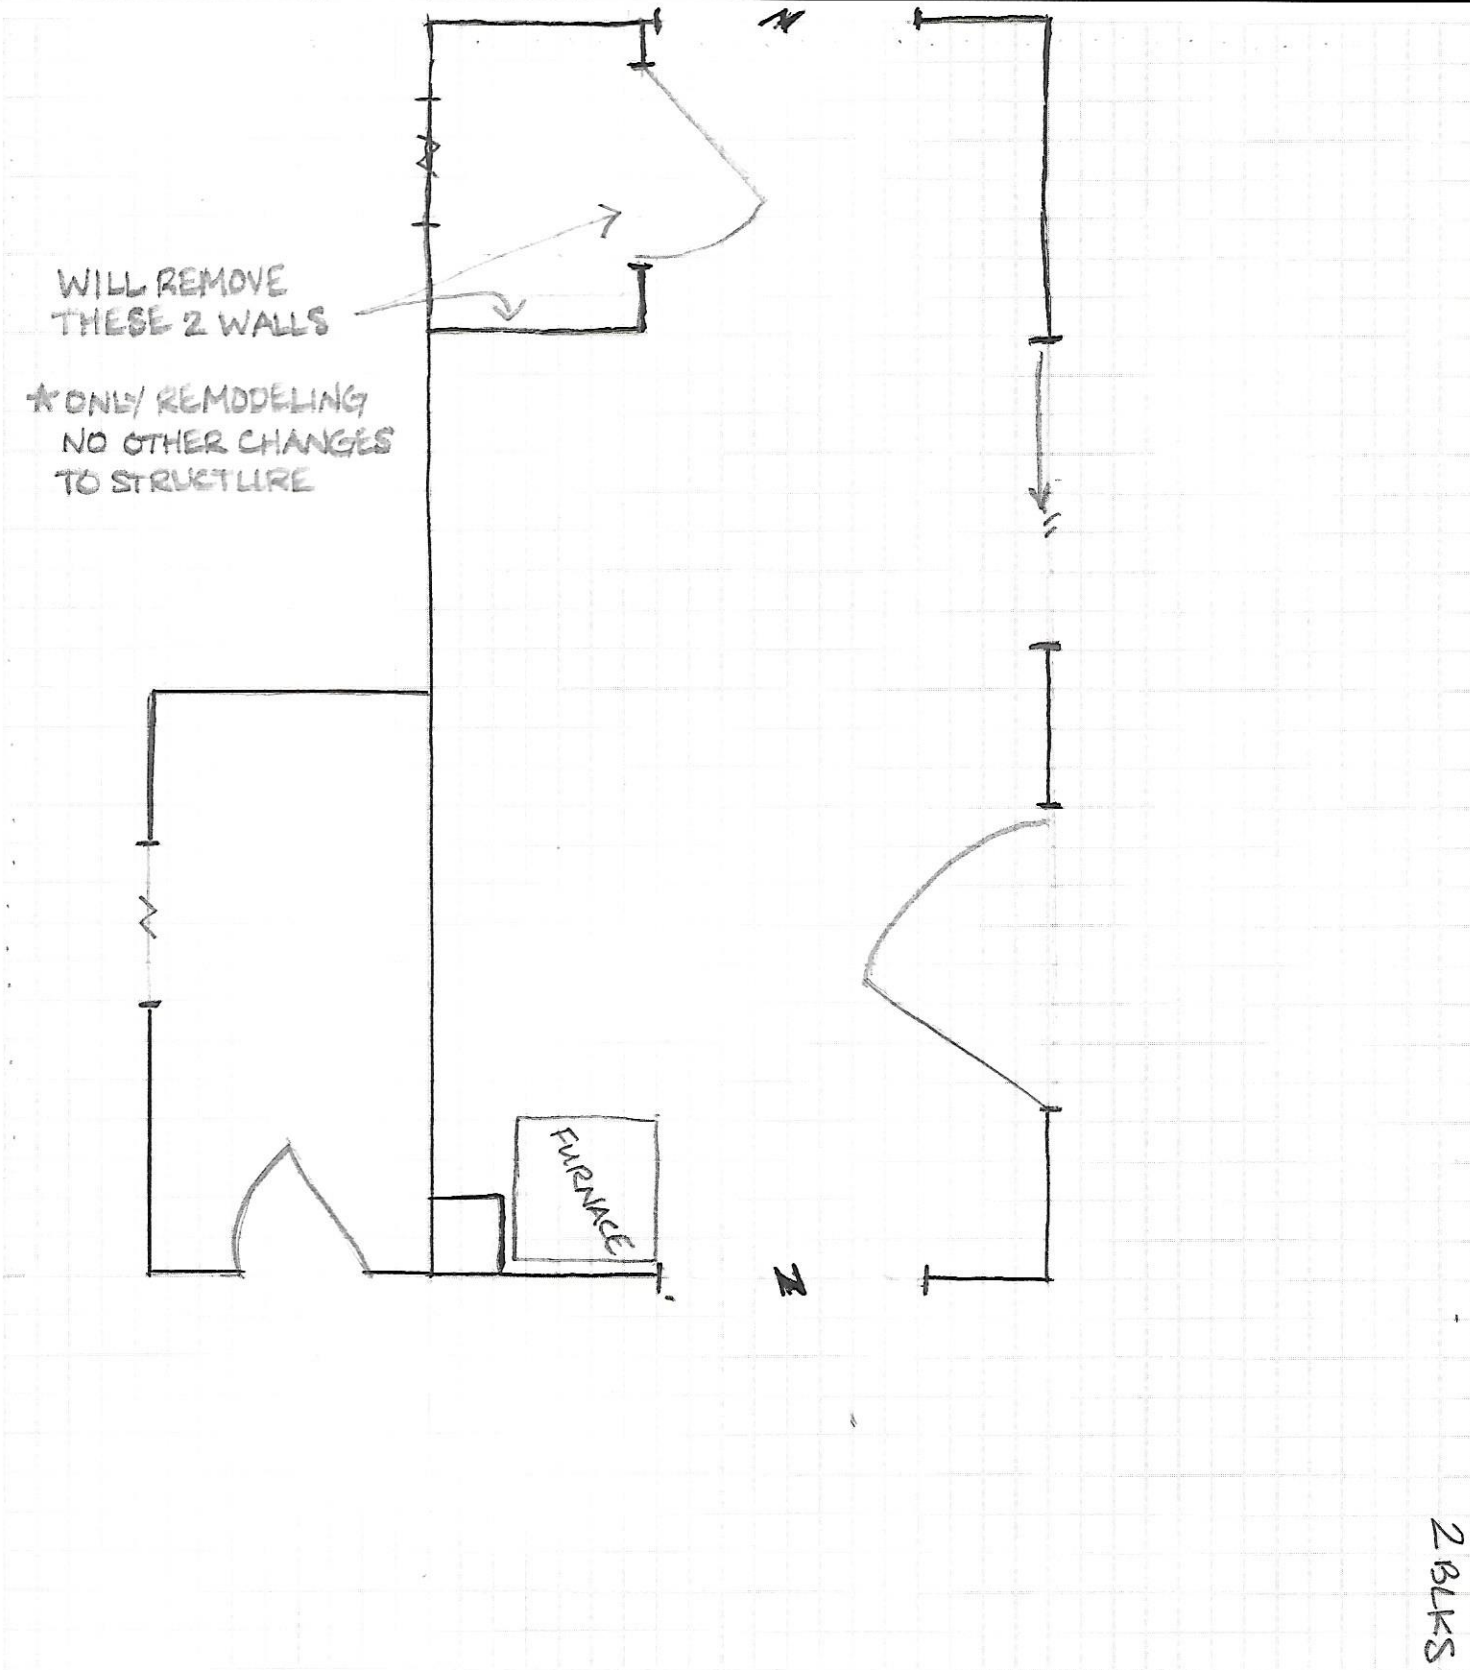 WILL REMOVE
THESE 2 WALLS
*ONLY REMODELING
NO OTHER CHANGES
TO STRUCTURE
FURNACE
2 BLKS